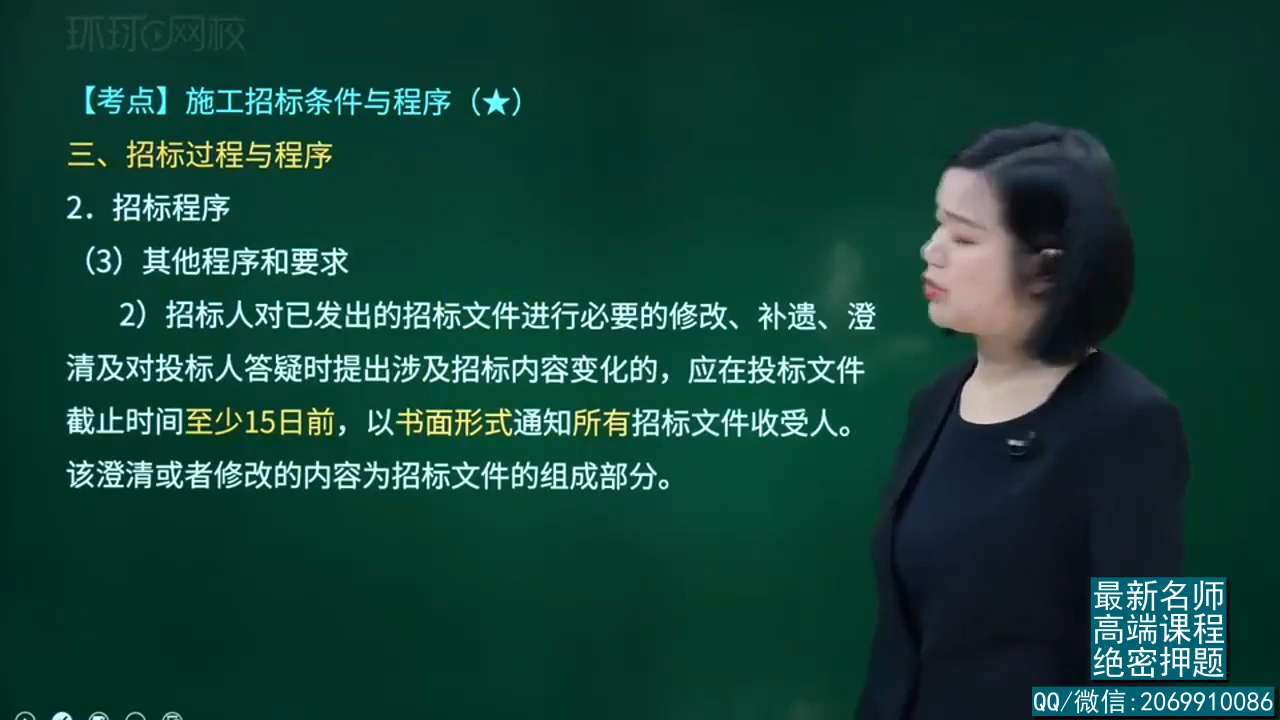 环球网校
【考点】施工招标条件与程序（★）
三、招标过程与程序
2．招标程序
（3）其他程序和要求
2）招标人对已发出的招标文件进行必要的修改、补遗、澄
清及对投标人答疑时提出涉及招标内容变化的，应在投标文件
截止时间至少15日前，以书面形式通知所有招标文件收受人。
该澄清或者修改的内容为招标文件的组成部分。
最新名师
高端课程
绝密押题
QQ/微信:2069910086